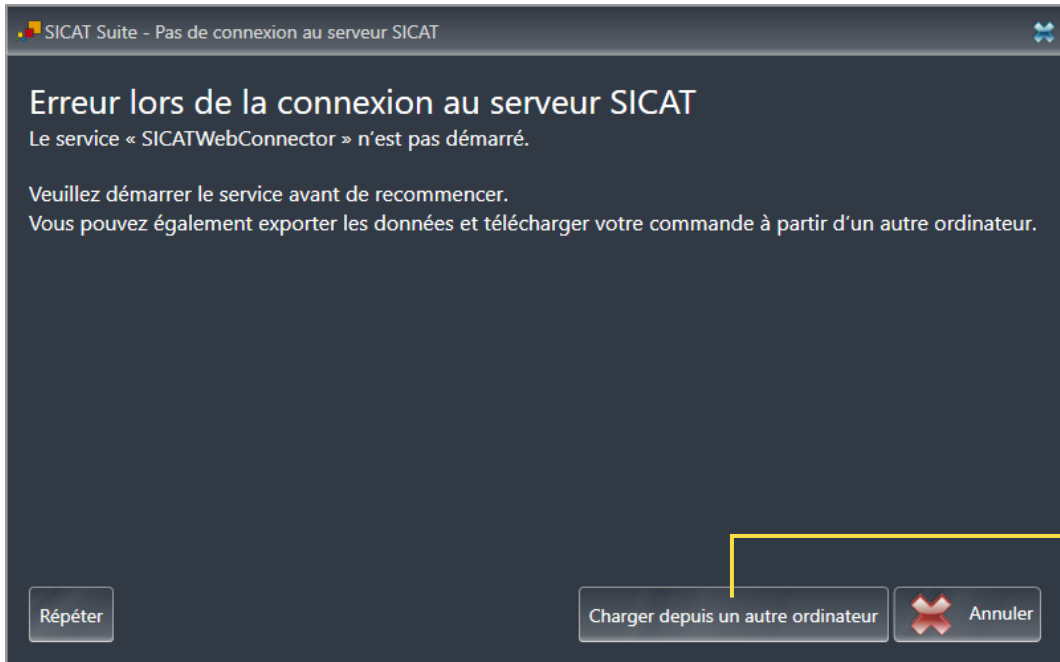 SICAT Suite - Pas de connexion au serveur SICAT
Erreur lors de la connexion au serveur SICAT
Le service « SICATWebConnector » n’est pas démarré.
Veuillez démarrer le service avant de recommencer.
Vous pouvez également exporter les données et télécharger votre commande à partir d’un autre ordinateur.
Répéter
Charger depuis un autre ordinateur
Annuler